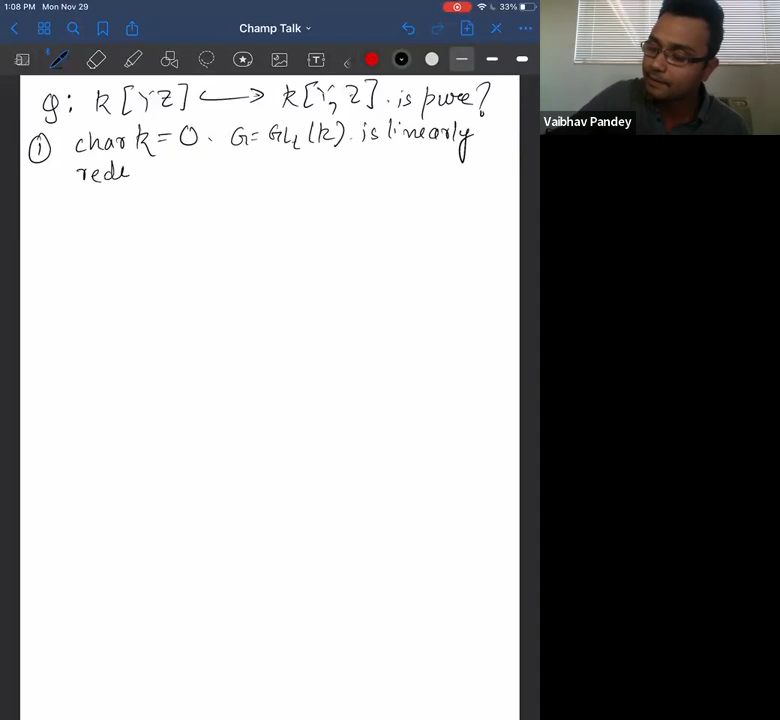 1:08 PM Mon Nov 29
33%
Champ Talk
Vaibhav Pandey
Q: K[YZ] ⟶ K[Y, Z]. is pure?
① char K = 0. G = GL_t(K). is linearly
rede